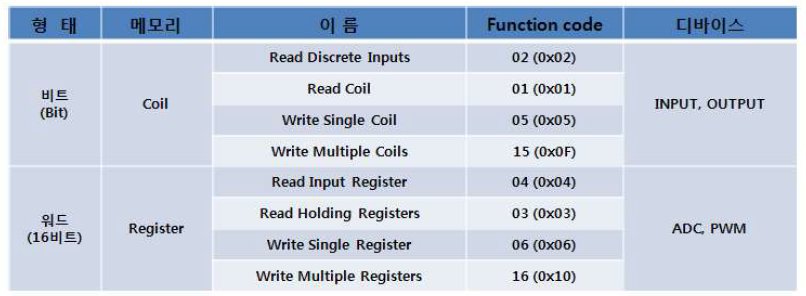 형 태 메모리 이 름 Function code 디바이스
비트
(Bit)
Coil
Read Discrete Inputs 02 (0x02)
Read Coil 01 (0x01)
Write Single Coil 05 (0x05)
Write Multiple Coils 15 (0x0F)
INPUT, OUTPUT
워드
(16비트)
Register
Read Input Register 04 (0x04)
Read Holding Registers 03 (0x03)
Write Single Register 06 (0x06)
Write Multiple Registers 16 (0x10)
ADC, PWM